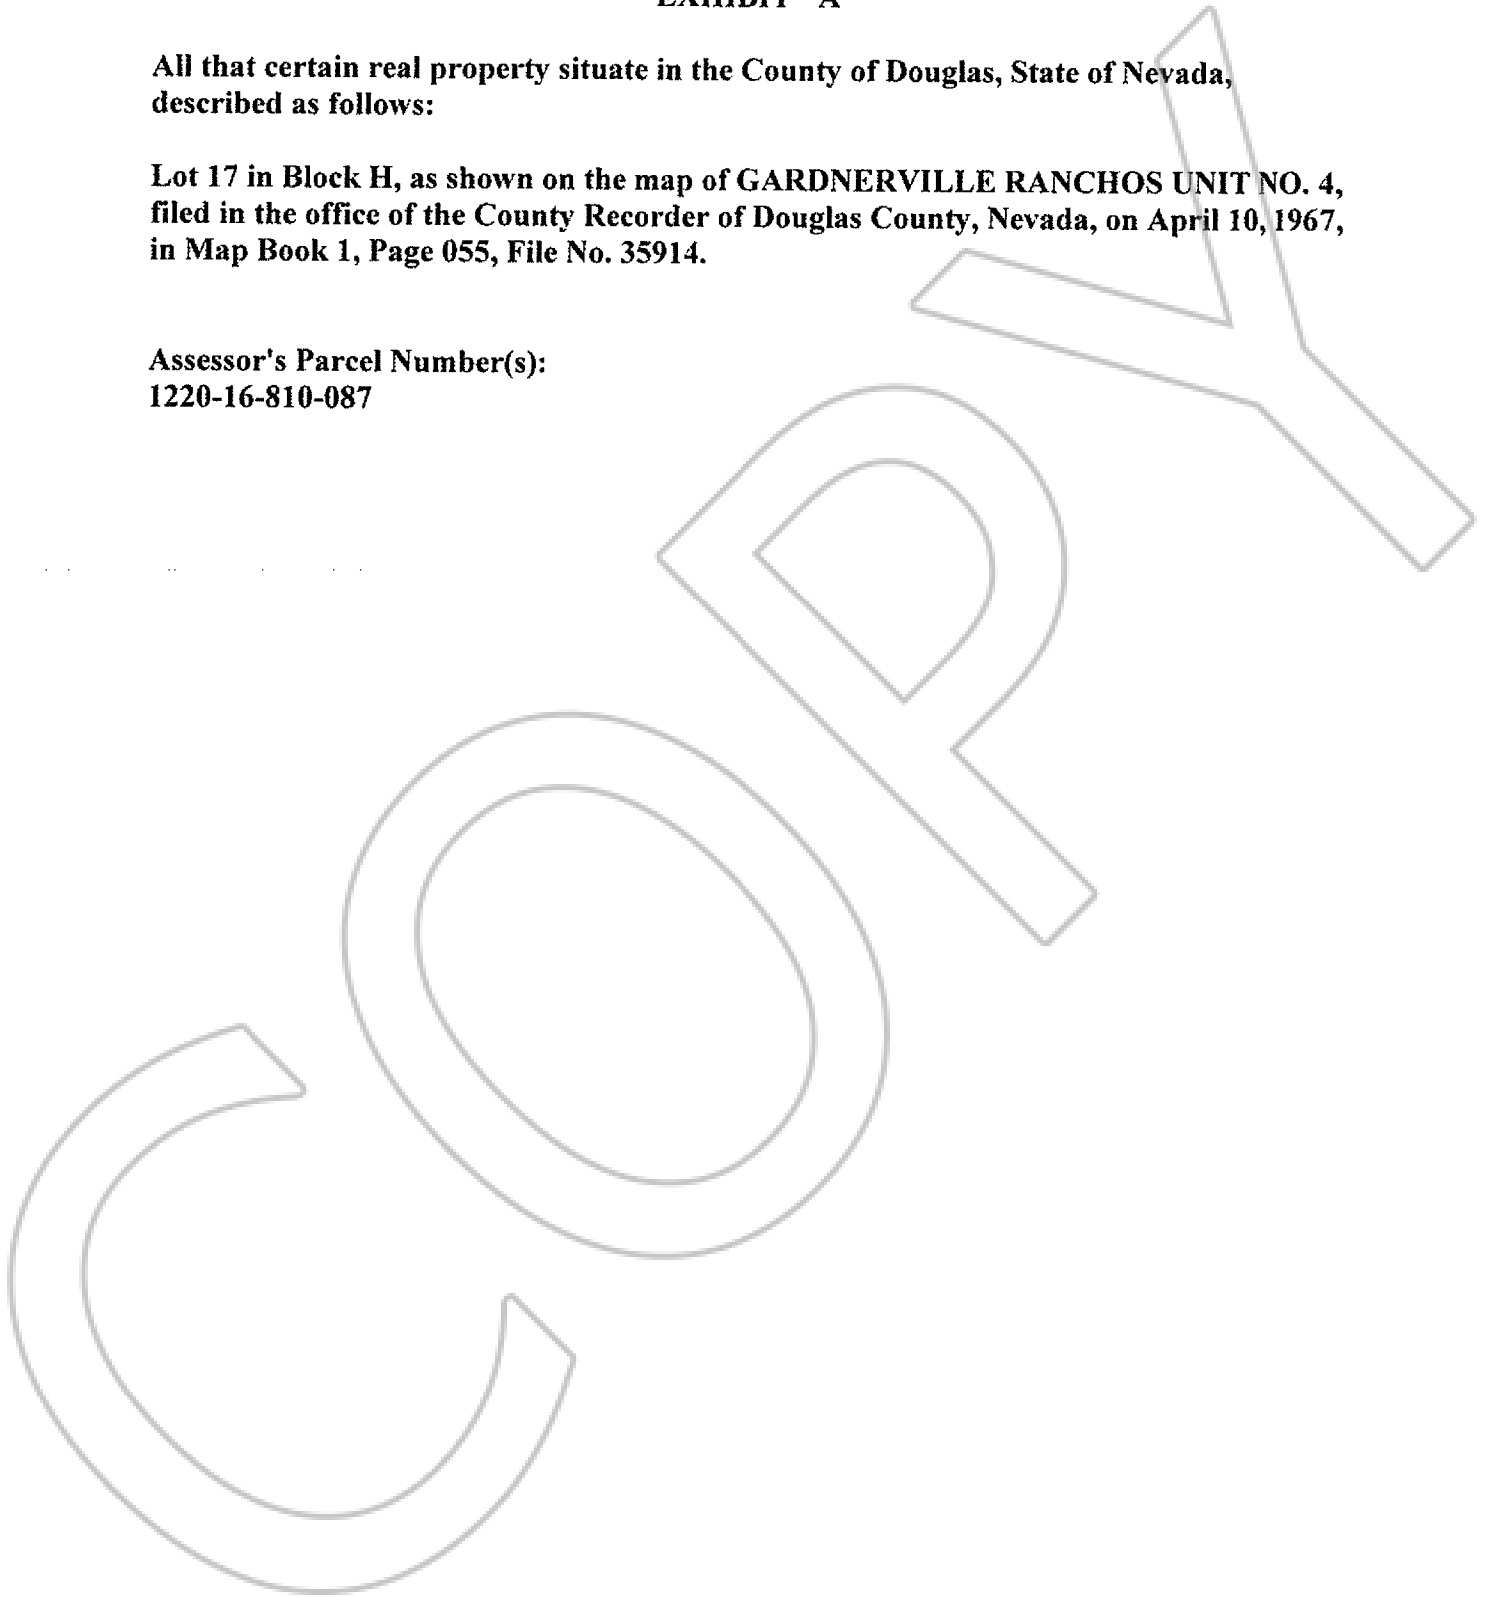 EXHIBIT "A"
All that certain real property situate in the County of Douglas, State of Nevada,
described as follows:
Lot 17 in Block H, as shown on the map of GARDNERVILLE RANCHOS UNIT NO. 4,
filed in the office of the County Recorder of Douglas County, Nevada, on April 10, 1967,
in Map Book 1, Page 055, File No. 35914.
Assessor's Parcel Number(s):
1220-16-810-087
COPY